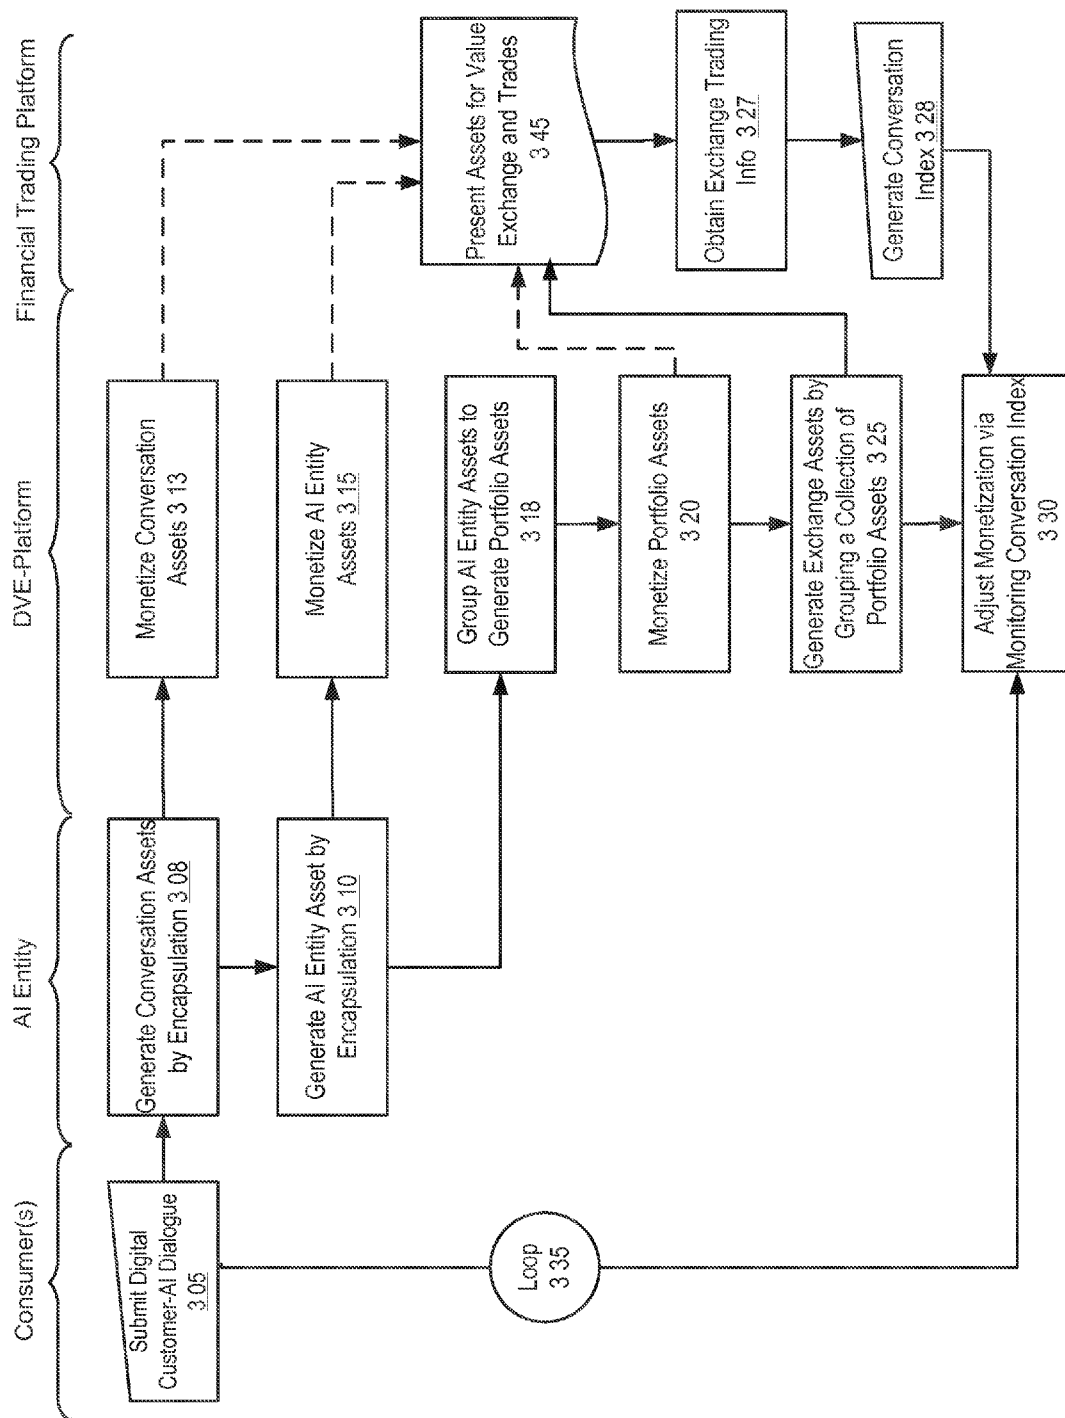 Consumer(s)
AI Entity
DVE-Platform
Financial Trading Platform
Submit Digital
Customer-AI Dialogue
3 05
Generate Conversation Assets
by Encapsulation 3 08
Monetize Conversation
Assets 3 13
Generate AI Entity Asset by
Encapsulation 3 10
Monetize AI Entity
Assets 3 15
Group AI Entity Assets to
Generate Portfolio Assets
3 18
Monetize Portfolio Assets
3 20
Generate Exchange Assets by
Grouping a Collection of
Portfolio Assets 3 25
Adjust Monetization via
Monitoring Conversation Index
3 30
Present Assets for Value
Exchange and Trades
3 45
Obtain Exchange Trading
Info 3 27
Generate Conversation
Index 3 28
Loop
3 35